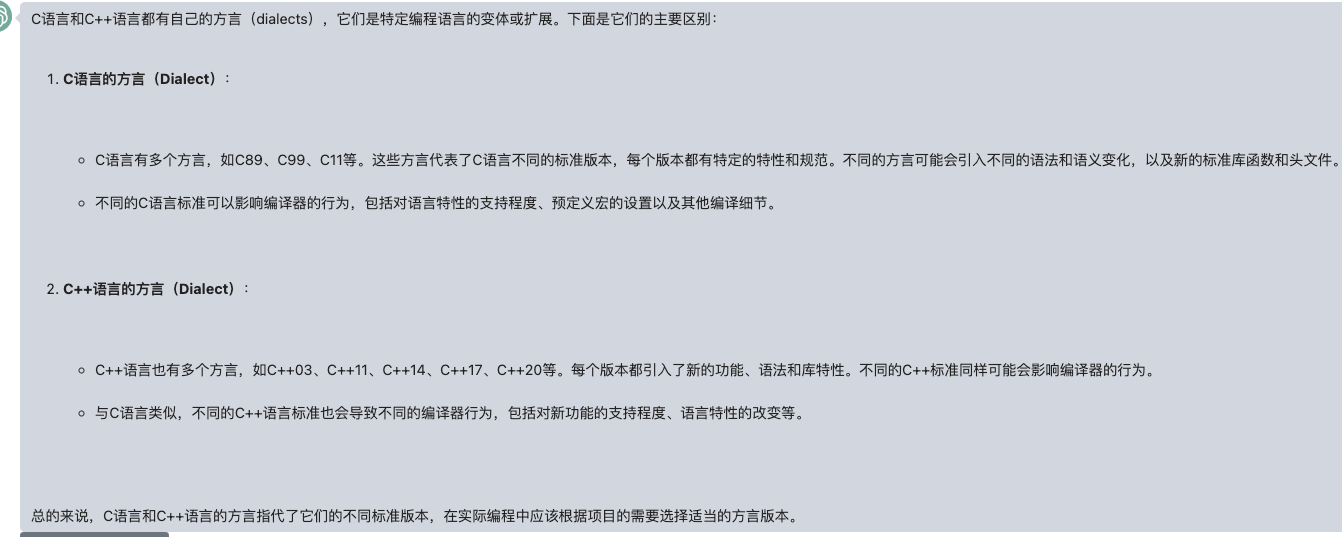 C语言和C++语言都有自己的方言（dialects），它们是特定编程语言的变体或扩展。下面是它们的主要区别：
1. C语言的方言（Dialect）：
◦ C语言有多个方言，如C89、C99、C11等。这些方言代表了C语言不同的标准版本，每个版本都有特定的特性和规范。不同的方言可能会引入不同的语法和语义变化，以及新的标准库函数和头文件。
◦ 不同的C语言标准可以影响编译器的行为，包括对语言特性的支持程度、预定义宏的设置以及其他编译细节。
2. C++语言的方言（Dialect）：
◦ C++语言也有多个方言，如C++03、C++11、C++14、C++17、C++20等。每个版本都引入了新的功能、语法和库特性。不同的C++标准同样可能会影响编译器的行为。
◦ 与C语言类似，不同的C++语言标准也会导致不同的编译器行为，包括对新功能的支持程度、语言特性的改变等。
总的来说，C语言和C++语言的方言指代了它们的不同标准版本，在实际编程中应该根据项目的需要选择适当的方言版本。